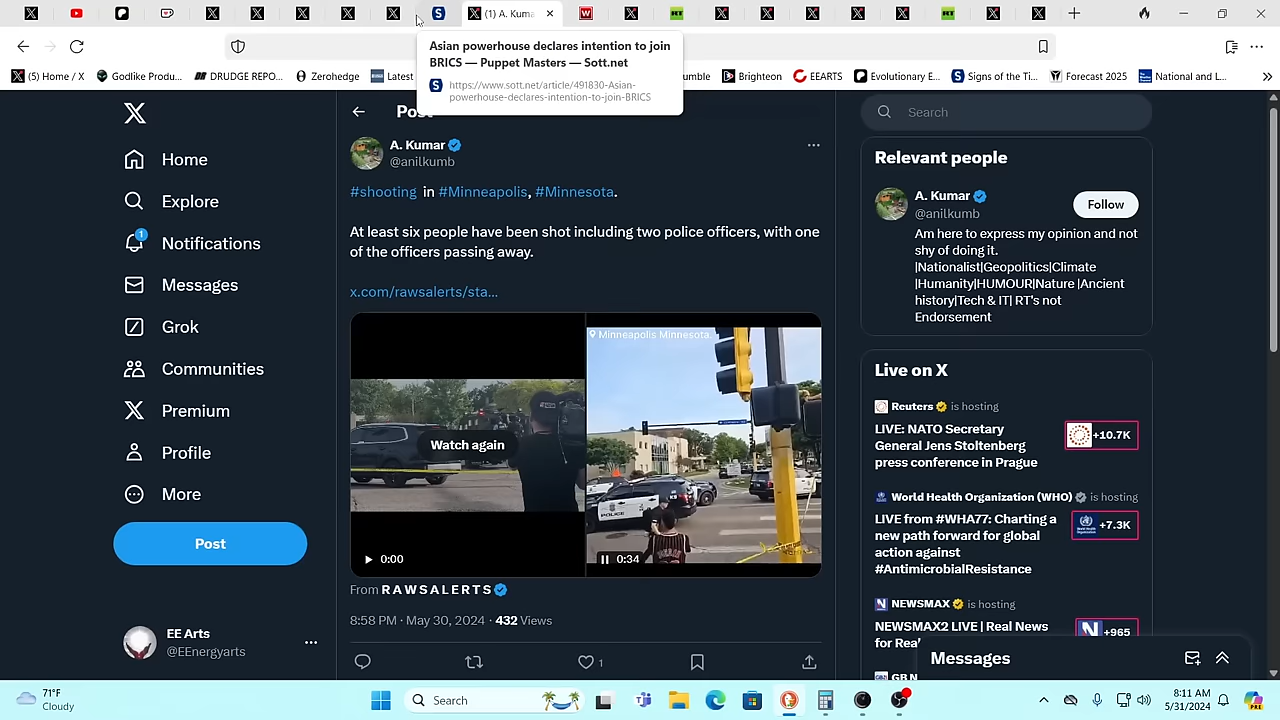 (1) A. Kuma
(5) Home / X
Godlike Produ...
DRUDGE REPO...
Zerohedge
Latest
umble
Brighteon
EEARTS
Evolutionary E...
Signs of the Ti...
Forecast 2025
National and L...
Asian powerhouse declares intention to join
BRICS — Puppet Masters — Sott.net
https://www.sott.net/article/491830-Asian-
powerhouse-declares-intention-to-join-BRICS
Home
Explore
1
Notifications
Messages
Grok
Communities
Premium
Profile
More
Post
EE Arts
@EEnergyarts
Post
A. Kumar
@anilkumb
#shooting in #Minneapolis, #Minnesota.
At least six people have been shot including two police officers, with one
of the officers passing away.
x.com/rawsalerts/sta...
Watch again
0:00
Minneapolis Minnesota.
POLICE
0:34
From R A W S A L E R T S
8:58 PM · May 30, 2024 · 432 Views
1
Search
Relevant people
A. Kumar
@anilkumb
Follow
Am here to express my opinion and not
shy of doing it.
|Nationalist|Geopolitics|Climate
|Humanity|HUMOUR|Nature |Ancient
history|Tech & IT| RT's not
Endorsement
Live on X
Reuters is hosting
LIVE: NATO Secretary
General Jens Stoltenberg
press conference in Prague
+10.7K
World Health Organization (WHO) is hosting
LIVE from #WHA77: Charting a
new path forward for global
action against
#AntimicrobialResistance
+7.3K
NEWSMAX is hosting
NEWSMAX2 LIVE | Real News
for Rea
+965
Messages
71°F
Cloudy
Search
8:11 AM
5/31/2024